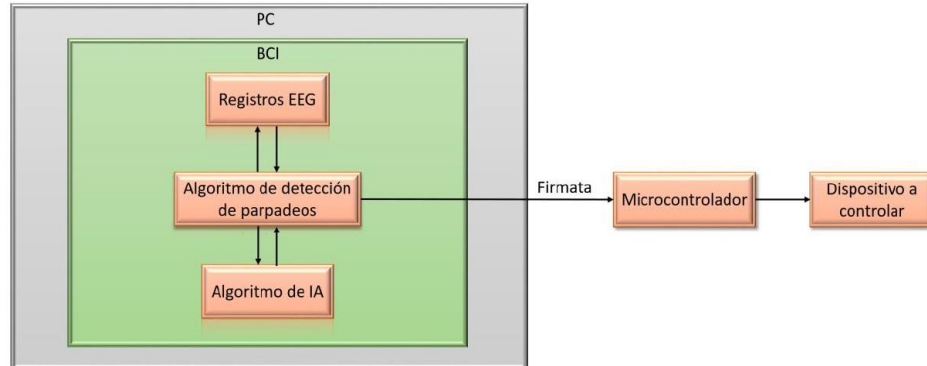 PC
BCI
Registros EEG
Algoritmo de detección
de parpadeos
Algoritmo de IA
Firmata
Microcontrolador
Dispositivo a
controlar